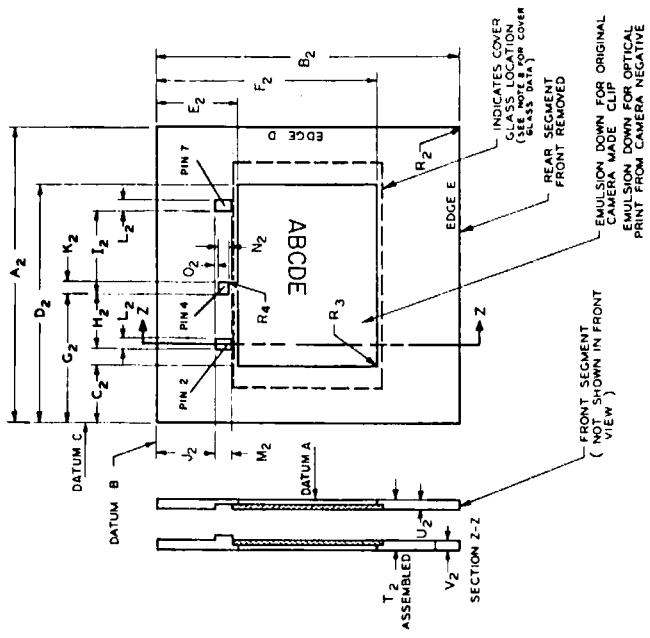 A2
D2
G2
K2
C2
H2
I2
L2
L2
DATUM C
DATUM B
Z
PIN 2
PIN 4
PIN 7
O2
N2
R4
ABCDE
R3
EDGE D
EDGE E
R2
Z
J2
M2
E2
F2
B2
DATUM A
INDICATES COVER
GLASS LOCATION
(SEE NOTE 8 FOR COVER
GLASS DATA)
REAR SEGMENT
FRONT REMOVED
EMULSION DOWN FOR ORIGINAL
CAMERA MADE CLIP
EMULSION DOWN FOR OPTICAL
PRINT FROM CAMERA NEGATIVE
FRONT SEGMENT
(NOT SHOWN IN FRONT
VIEW)
T2
ASSEMBLED
U2
V2
SECTION Z-Z